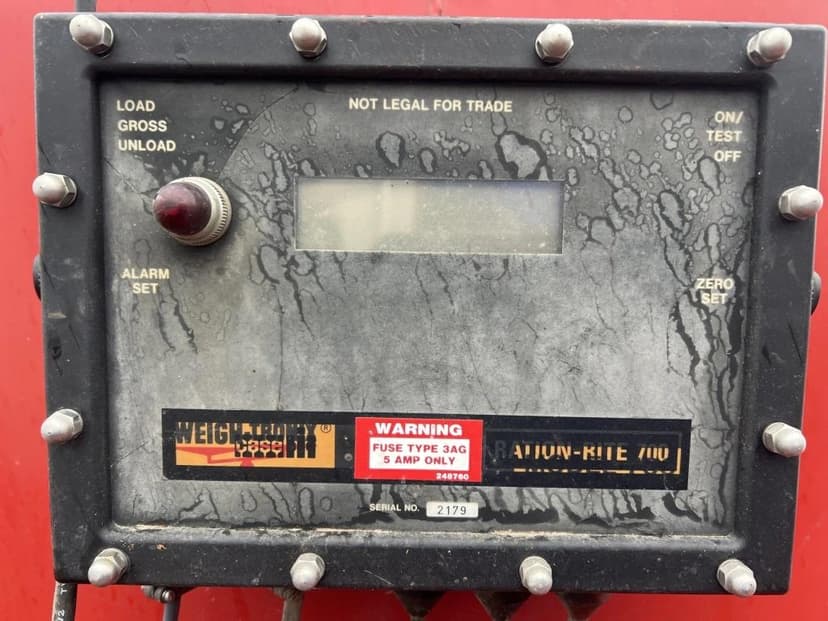 LOAD
GROSS
UNLOAD
NOT LEGAL FOR TRADE
ON/
TEST
OFF
ALARM
SET
ZERO
SET
WEIGH-TRONIX®
case
WARNING
FUSE TYPE 3AG
5 AMP ONLY
248760
RATION-RITE 700
SERIAL NO. 2179